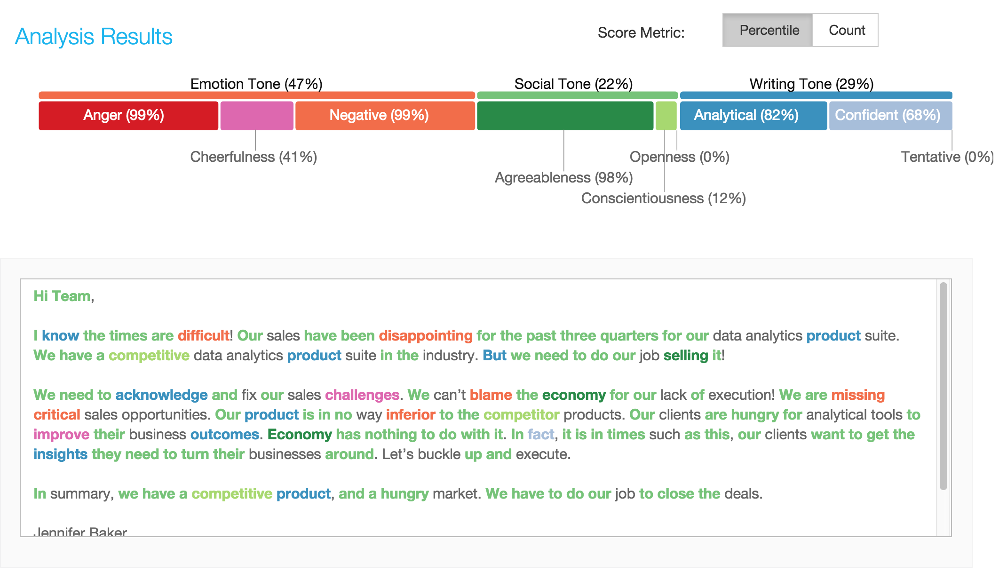 Analysis Results
Score Metric:
Percentile
Count
Emotion Tone (47%)
Social Tone (22%)
Writing Tone (29%)
Anger (99%)
Negative (99%)
Analytical (82%)
Confident (68%)
Cheerfulness (41%)
Openness (0%)
Tentative (0%)
Agreeableness (98%)
Conscientiousness (12%)
Hi Team,
I know the times are difficult! Our sales have been disappointing for the past three quarters for our data analytics product suite.
We have a competitive data analytics product suite in the industry. But we need to do our job selling it!
We need to acknowledge and fix our sales challenges. We can’t blame the economy for our lack of execution! We are missing
critical sales opportunities. Our product is in no way inferior to the competitor products. Our clients are hungry for analytical tools to
improve their business outcomes. Economy has nothing to do with it. In fact, it is in times such as this, our clients want to get the
insights they need to turn their businesses around. Let’s buckle up and execute.
In summary, we have a competitive product, and a hungry market. We have to do our job to close the deals.
Jennifer Baker